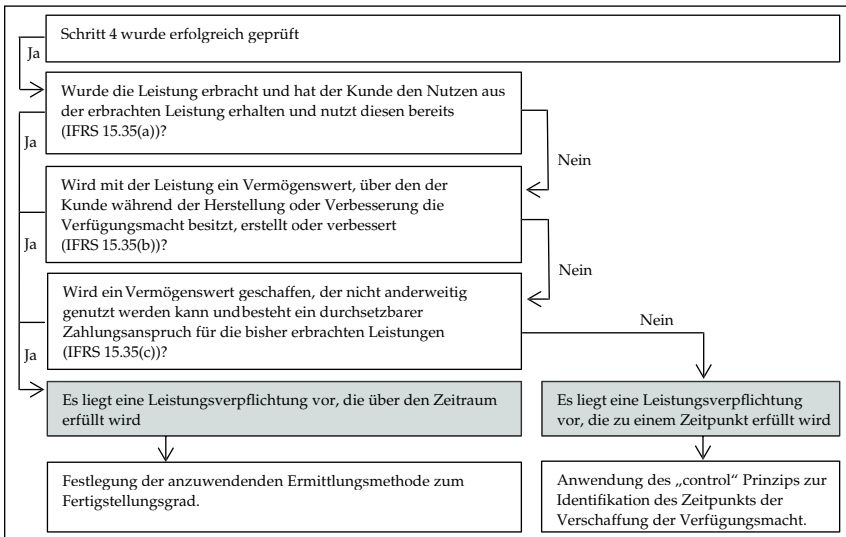 Schritt 4 wurde erfolgreich geprüft
Ja
Wurde die Leistung erbracht und hat der Kunde den Nutzen aus
der erbrachten Leistung erhalten und nutzt diesen bereits
(IFRS 15.35(a))?
Ja
Nein
Wird mit der Leistung ein Vermögenswert, über den der
Kunde während der Herstellung oder Verbesserung die
Verfügungsmacht besitzt, erstellt oder verbessert
(IFRS 15.35(b))?
Ja
Nein
Wird ein Vermögenswert geschaffen, der nicht anderweitig
genutzt werden kann undbesteht ein durchsetzbarer
Zahlungsanspruch für die bisher erbrachten Leistungen
(IFRS 15.35(c))?
Nein
Ja
Es liegt eine Leistungsverpflichtung vor, die über den Zeitraum
erfüllt wird
Es liegt eine Leistungsverpflichtung
vor, die zu einem Zeitpunkt erfüllt wird
Festlegung der anzuwendenden Ermittlungsmethode zum
Fertigstellungsgrad.
Anwendung des „control“ Prinzips zur
Identifikation des Zeitpunkts der
Verschaffung der Verfügungsmacht.